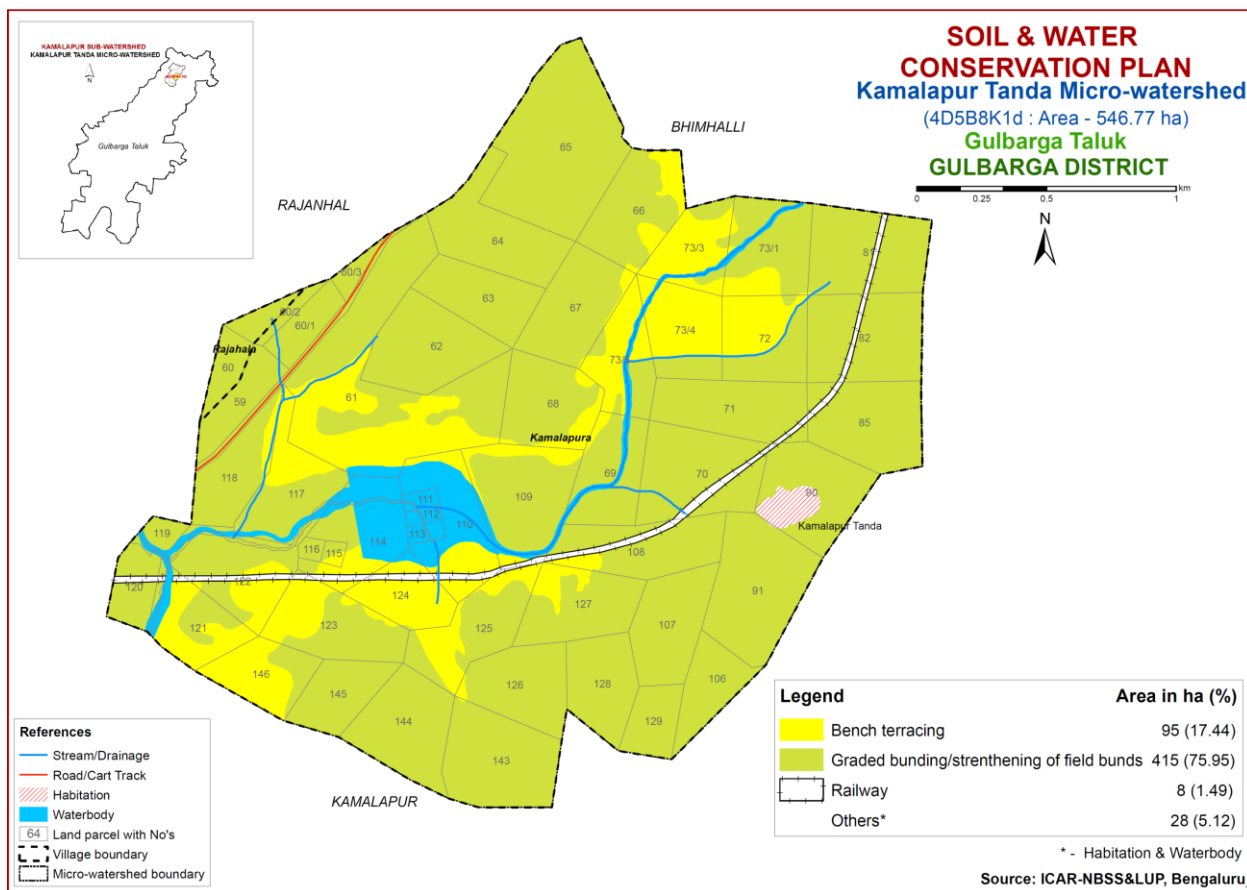 KAMALAPUR SUB-WATERSHED
KAMALAPUR TANDA MICRO-WATERSHED
N
Gulbarga Taluk
SOIL & WATER
CONSERVATION PLAN
Kamalapur Tanda Micro-watershed
(4D5B8K1d : Area - 546.77 ha)
Gulbarga Taluk
GULBARGA DISTRICT
km
0 0.25 0.5 1
N
BHIMHALLI
RAJANHAL
65
66
64
73/3
73/1
81
60/3
63
67
60/2
60/1
73/4
72
82
Rajahala
62
60
61
59
68
71
85
Kamalapura
118
117
109
69
70
90
Kamalapur Tanda
111
112
110
113
114
119
116
115
108
120
122
124
91
121
123
125
127
107
146
145
126
128
106
144
129
143
KAMALAPUR
References
Stream/Drainage
Road/Cart Track
Habitation
Waterbody
64 Land parcel with No's
Village boundary
Micro-watershed boundary
Legend Area in ha (%)
Bench terracing 95 (17.44)
Graded bunding/strenthening of field bunds 415 (75.95)
Railway 8 (1.49)
Others* 28 (5.12)
* - Habitation & Waterbody
Source: ICAR-NBSS&LUP, Bengaluru